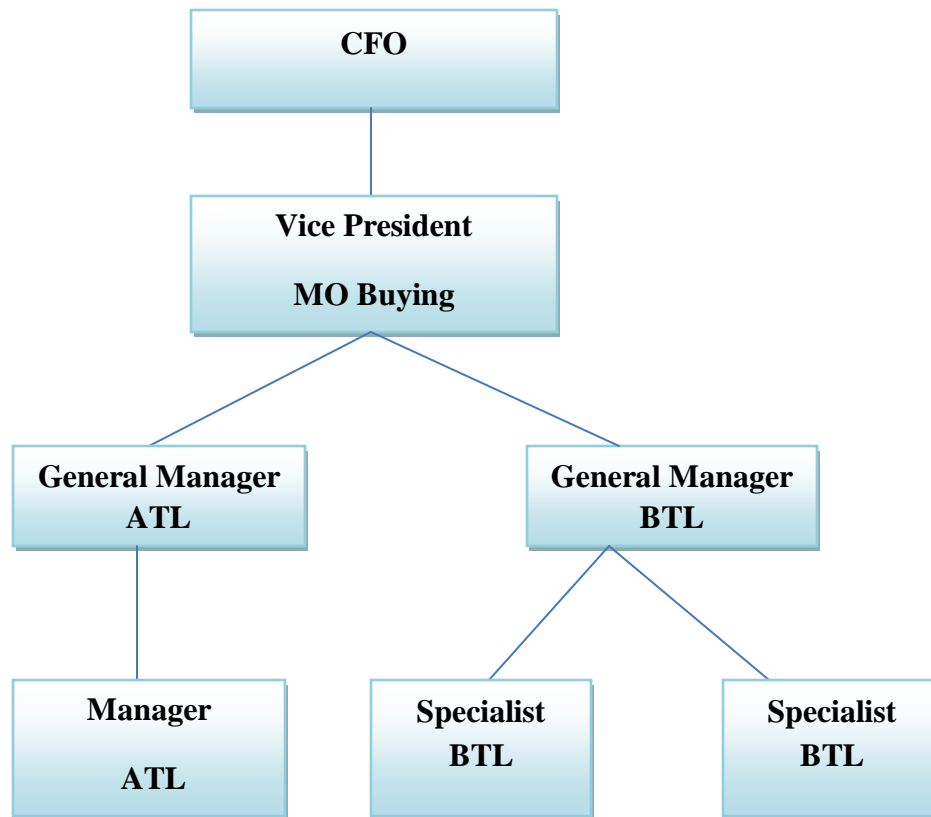 CFO
Vice President
MO Buying
General Manager
ATL
General Manager
BTL
Manager
ATL
Specialist
BTL
Specialist
BTL